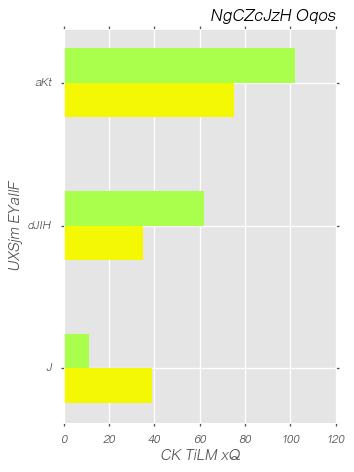 NgCZcJzH Oqos
aKt
dJIH
J
UXSjm EYaIlF
0 20 40 60 80 100 120
CK TiLM xQ